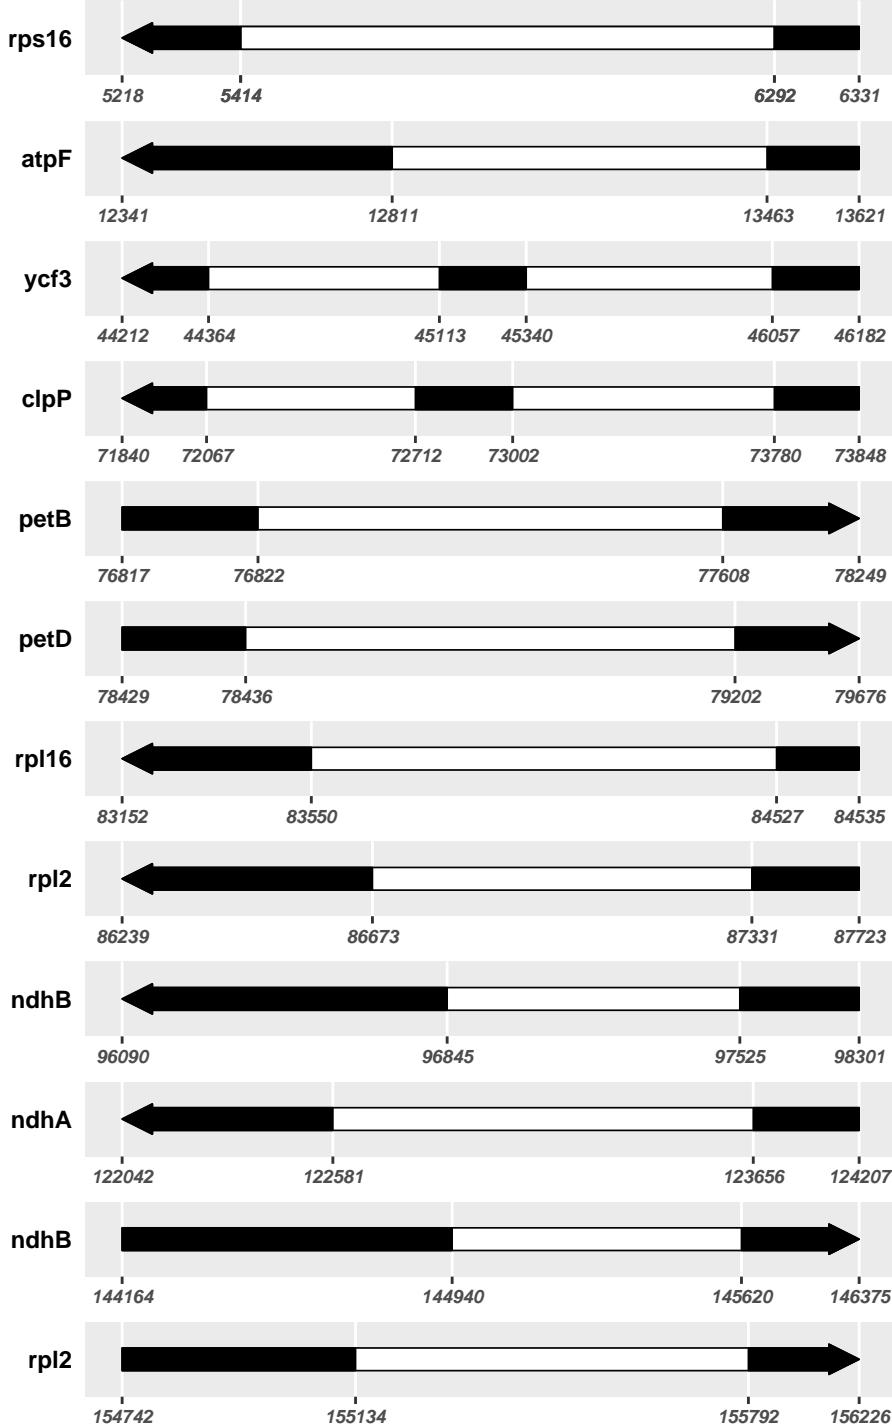 rps16
5218 5414 6292 6331
atpF
12341 12811 13463 13621
ycf3
44212 44364 45113 45340 46057 46182
clpP
71840 72067 72712 73002 73780 73848
petB
76817 76822 77608 78249
petD
78429 78436 79202 79676
rpl16
83152 83550 84527 84535
rpl2
86239 86673 87331 87723
ndhB
96090 96845 97525 98301
ndhA
122042 122581 123656 124207
ndhB
144164 144940 145620 146375
rpl2
154742 155134 155792 156226